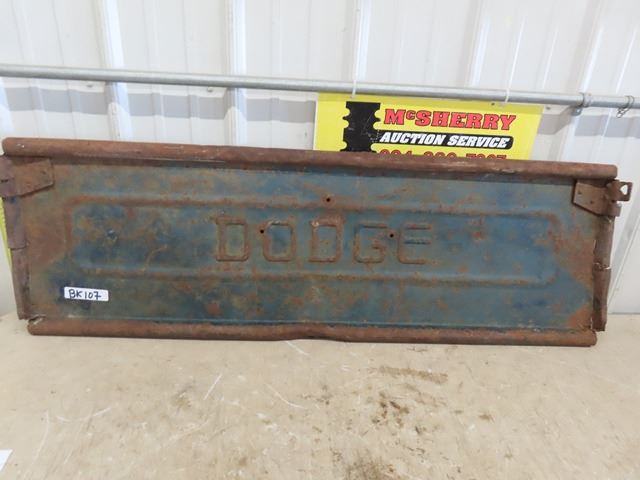 McSHERRY
AUCTION SERVICE
DODGE
BK107